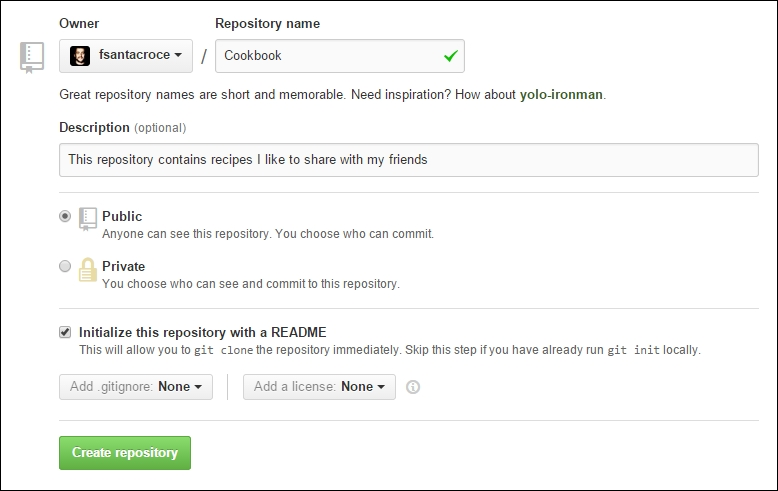 Owner Repository name
fsantacroce / Cookbook
Great repository names are short and memorable. Need inspiration? How about yolo-ironman.
Description (optional)
This repository contains recipes I like to share with my friends
Public
Anyone can see this repository. You choose who can commit.
Private
You choose who can see and commit to this repository.
Initialize this repository with a README
This will allow you to git clone the repository immediately. Skip this step if you have already run git init locally.
Add .gitignore: None Add a license: None
Create repository